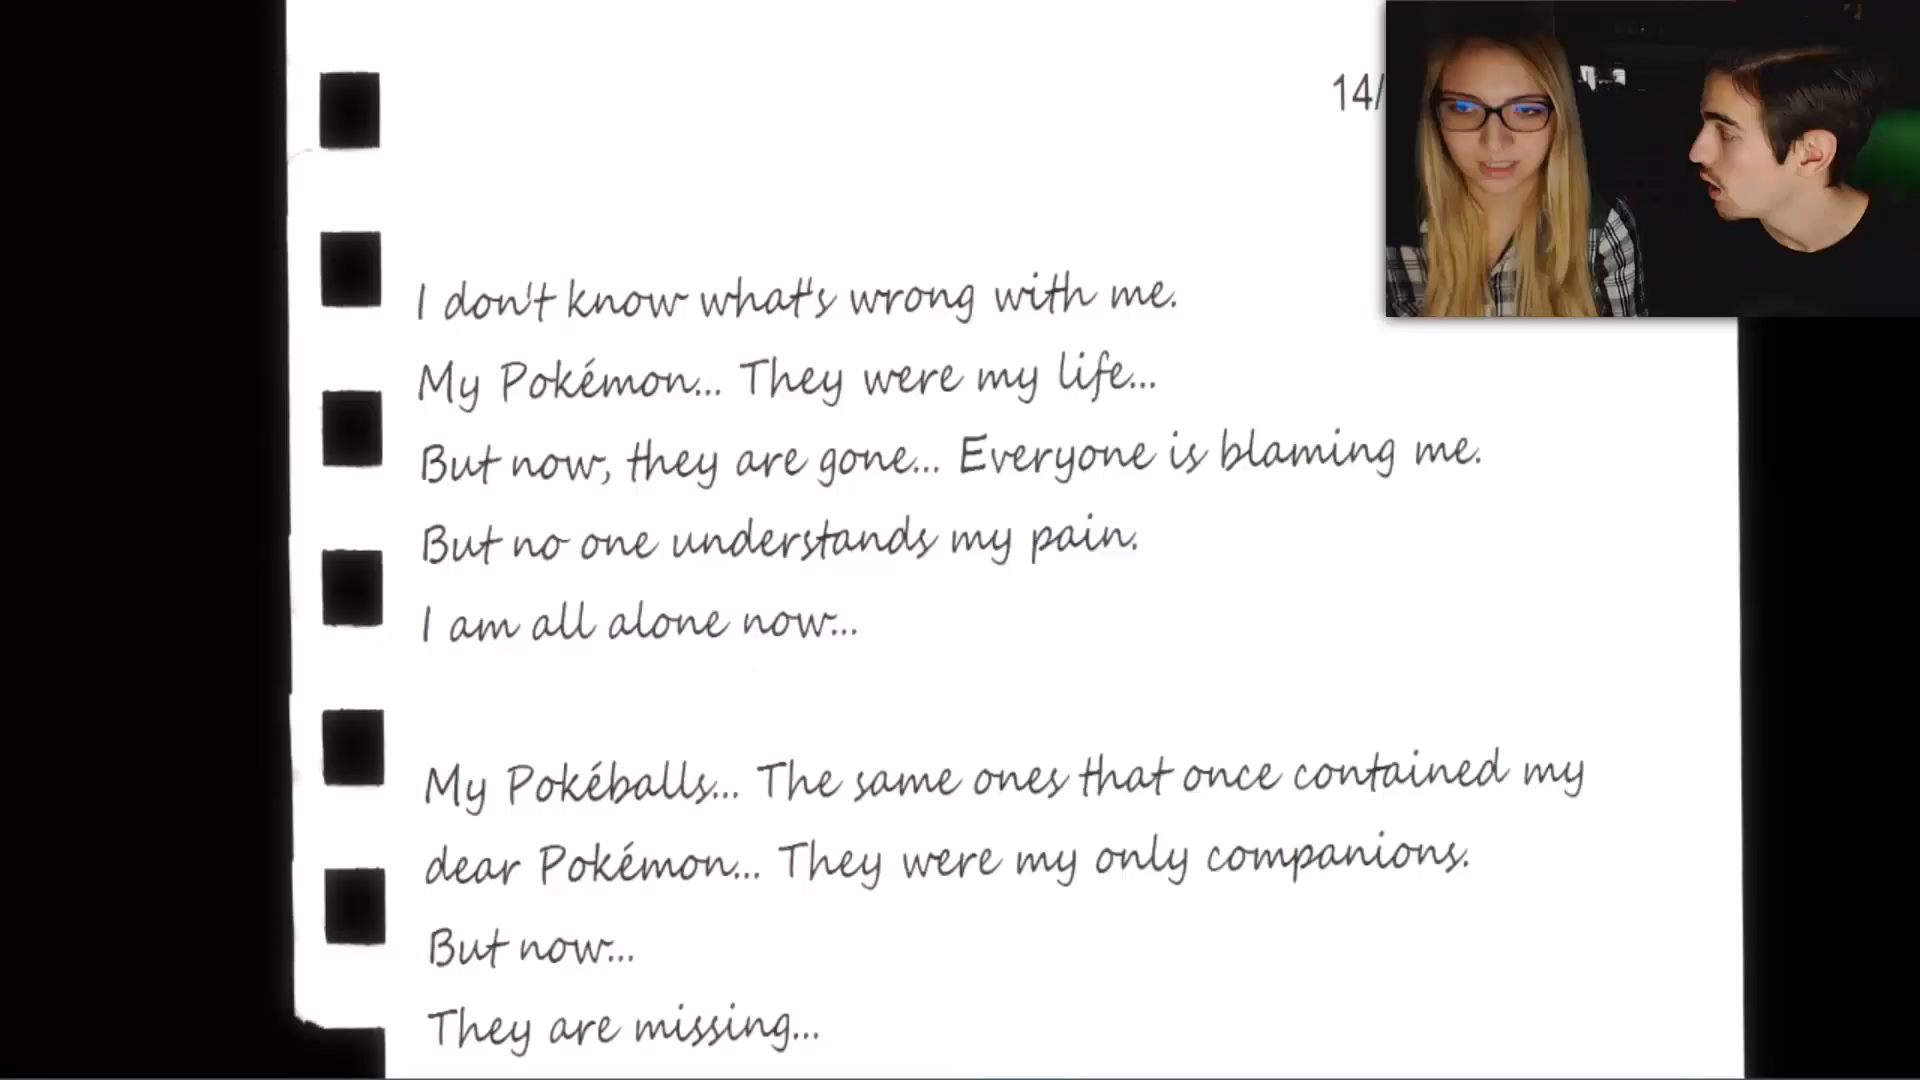 14/
I don't know what's wrong with me.
My Pokémon... They were my life...
But now, they are gone... Everyone is blaming me.
But no one understands my pain.
I am all alone now...
My Pokéballs... The same ones that once contained my
dear Pokémon... They were my only companions.
But now...
They are missing...